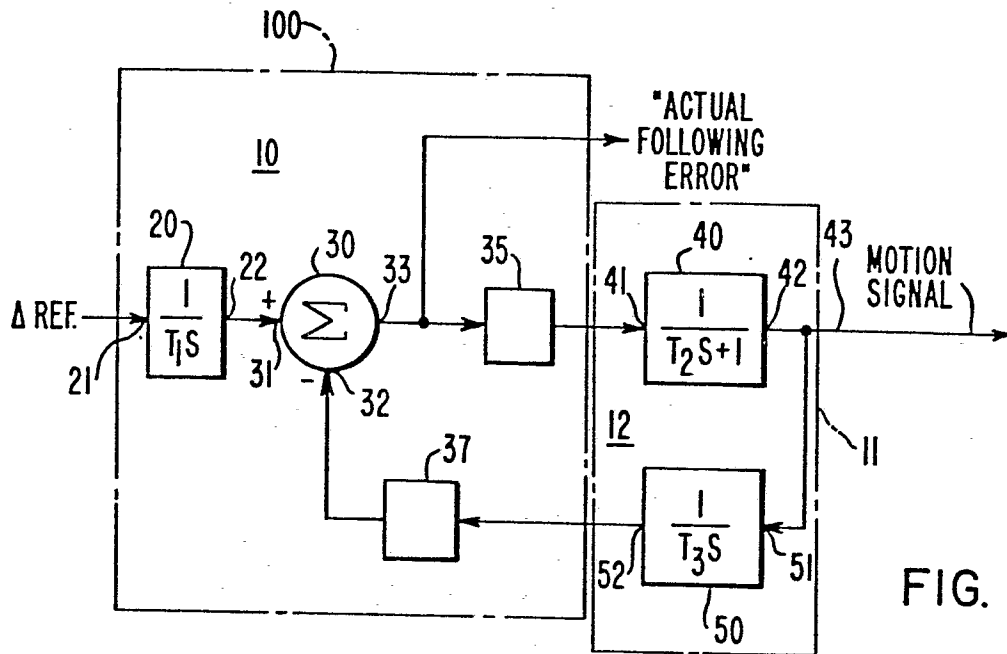 100
"ACTUAL
FOLLOWING
ERROR"
10
20
30
33
35
40
43
MOTION
SIGNAL
Δ REF.
21
1
T1S
22
+
31
Σ
-
32
41
1
T2S+1
42
12
11
37
52
1
T3S
51
50
FIG.